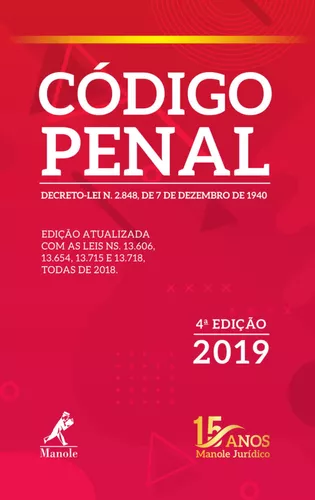 CÓDIGO
PENAL
DECRETO-LEI N. 2.848, DE 7 DE DEZEMBRO DE 1940
EDIÇÃO ATUALIZADA
COM AS LEIS NS. 13.606,
13.654, 13.715 E 13.718,
TODAS DE 2018.
4ª EDIÇÃO
2019
Manole
15 ANOS
Manole Jurídico